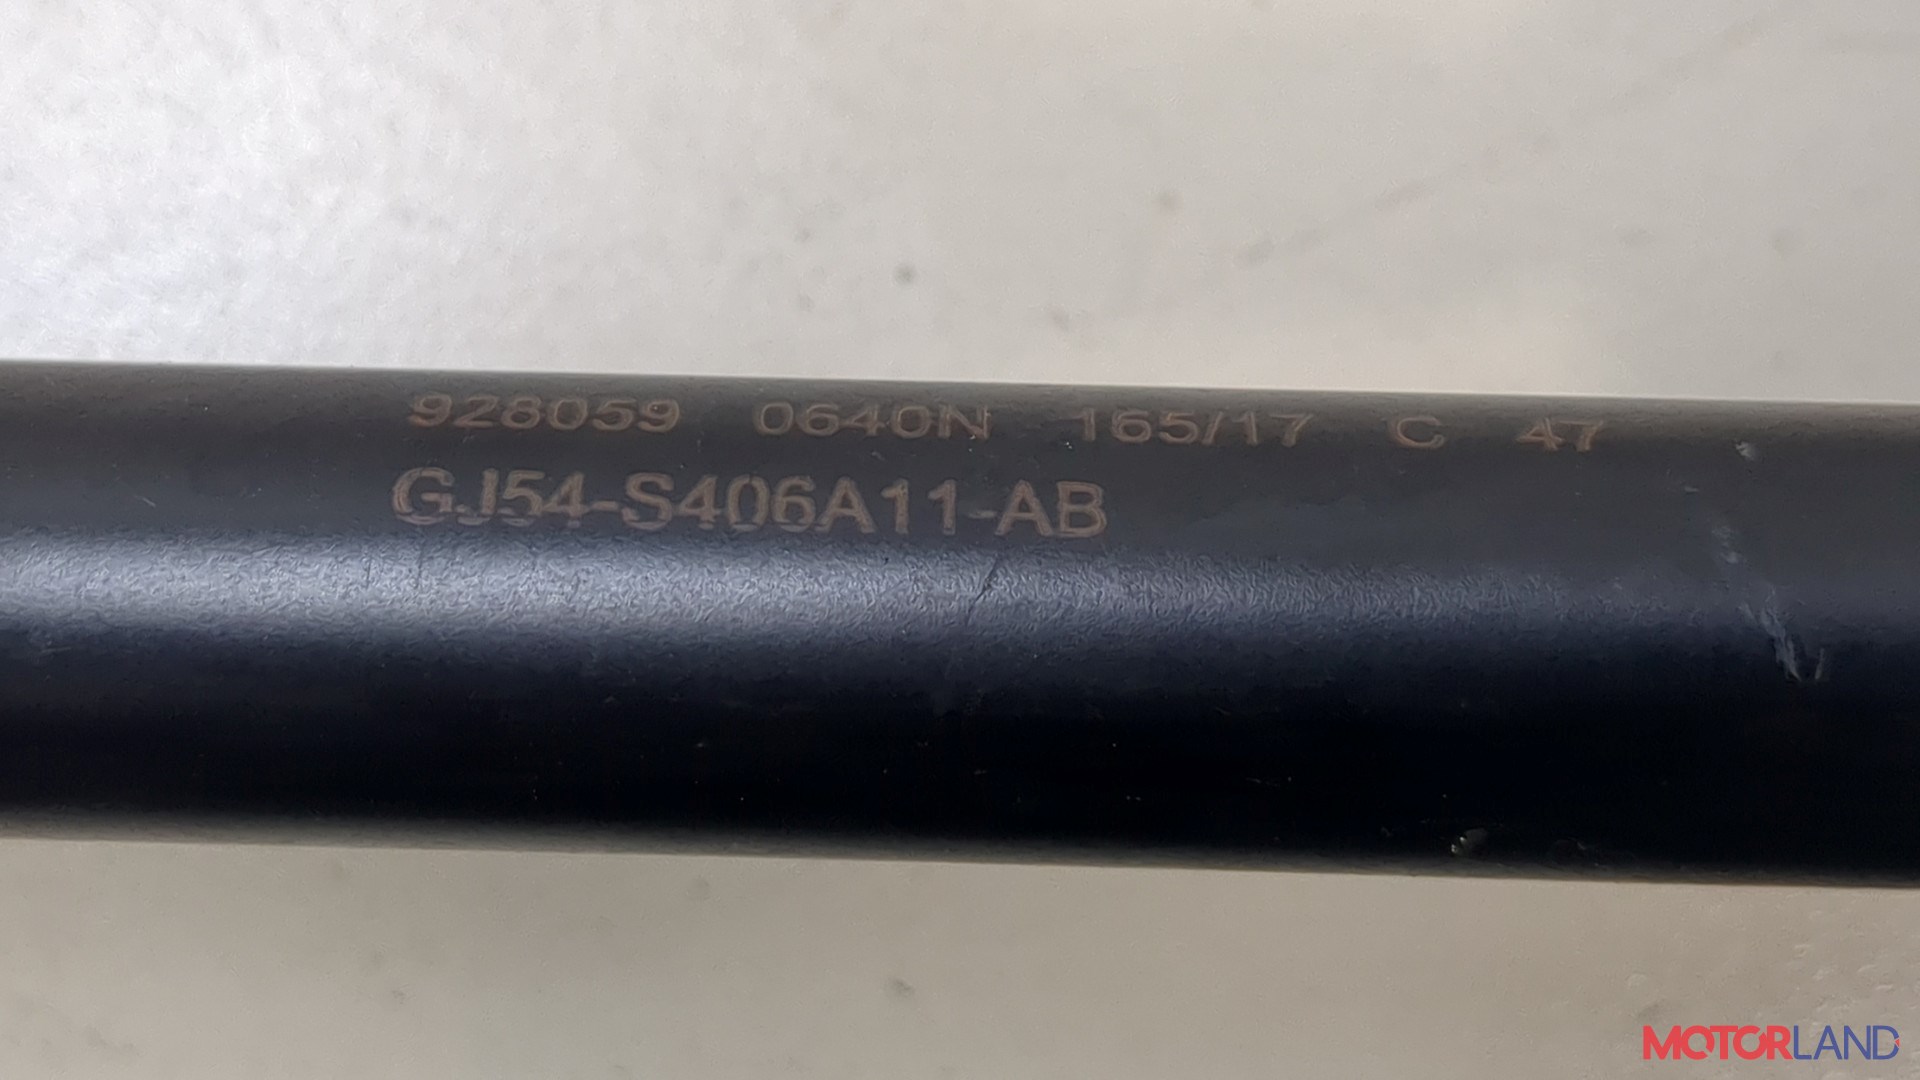 928059 0640N 165/17 C 47
GJ54-S406A11-AB
MOTORLAND